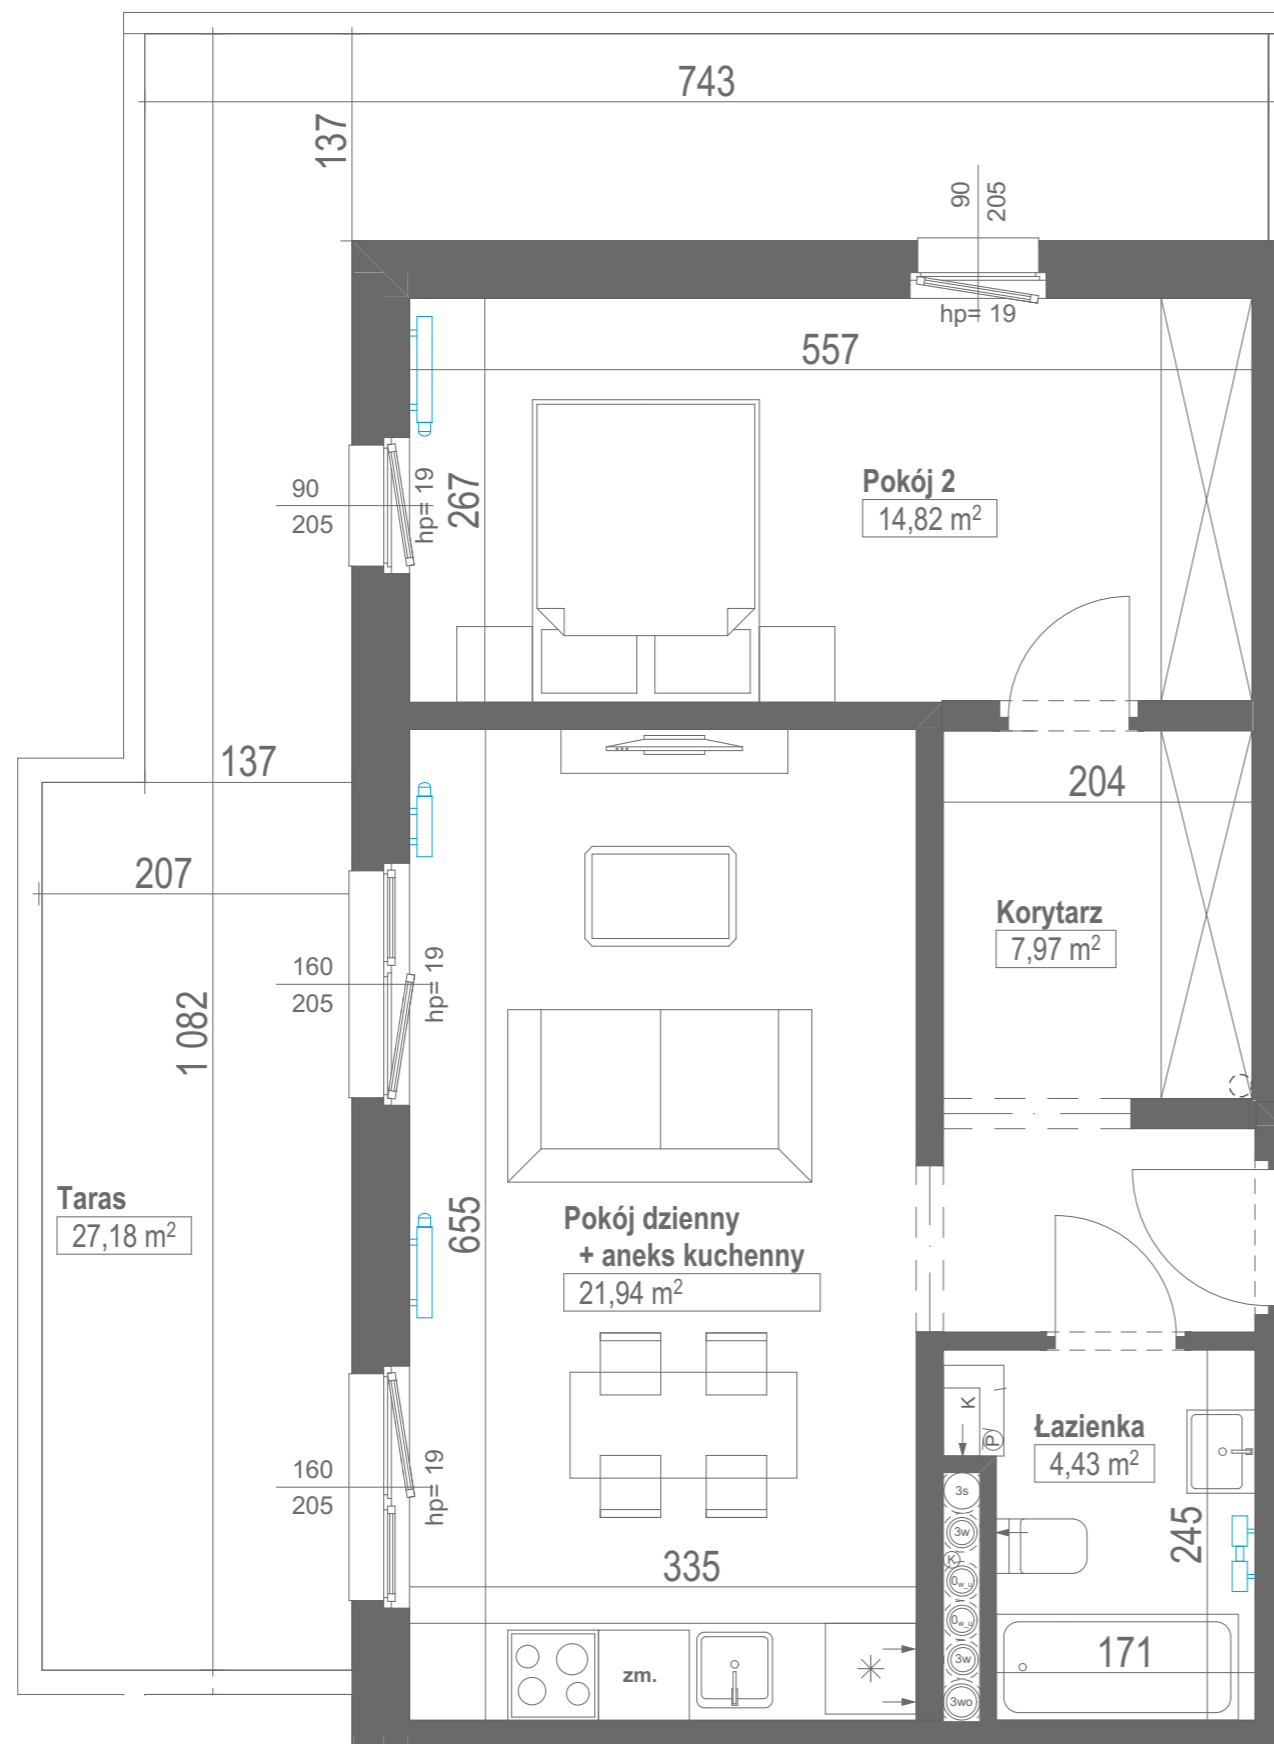 743
137
90
205
hp= 19
557
90
205
hp= 19
267
Pokój 2
14,82 m²
137
204
207
Korytarz
7,97 m²
160
205
hp= 19
1 082
Taras
27,18 m²
655
Pokój dzienny
+ aneks kuchenny
21,94 m²
K
P
Łazienka
4,43 m²
160
205
hp= 19
3s
3w
K
0w_u
245
335
0w_u
3w
171
zm.
3wo